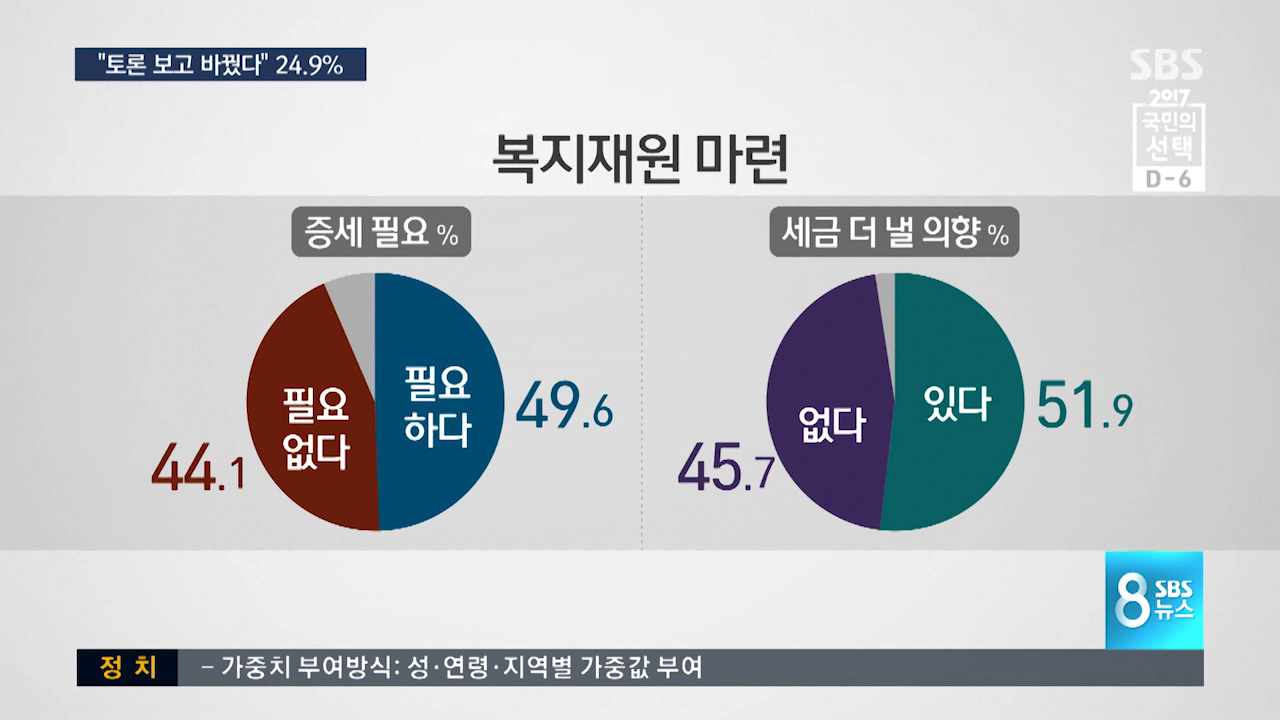 "토론 보고 바꿨다" 24.9%
SBS
2017
국민의
선택
D-6
복지재원 마련
증세 필요 %
필요
하다
49.6
필요
없다
44.1
세금 더 낼 의향 %
있다
51.9
없다
45.7
8 SBS
뉴스
정 치
- 가중치 부여방식: 성·연령·지역별 가중값 부여